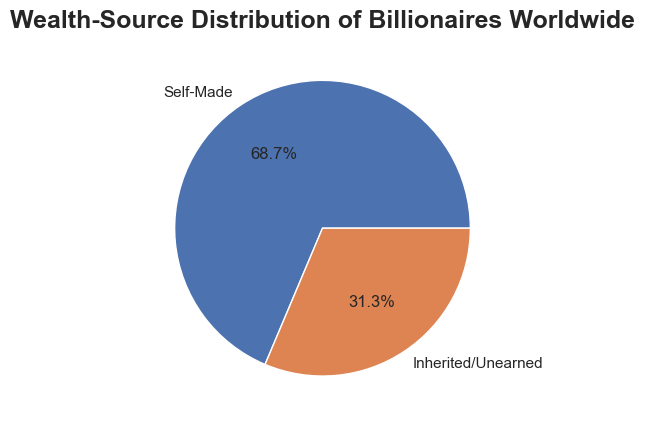 Wealth-Source Distribution of Billionaires Worldwide
Self-Made
68.7%
31.3%
Inherited/Unearned